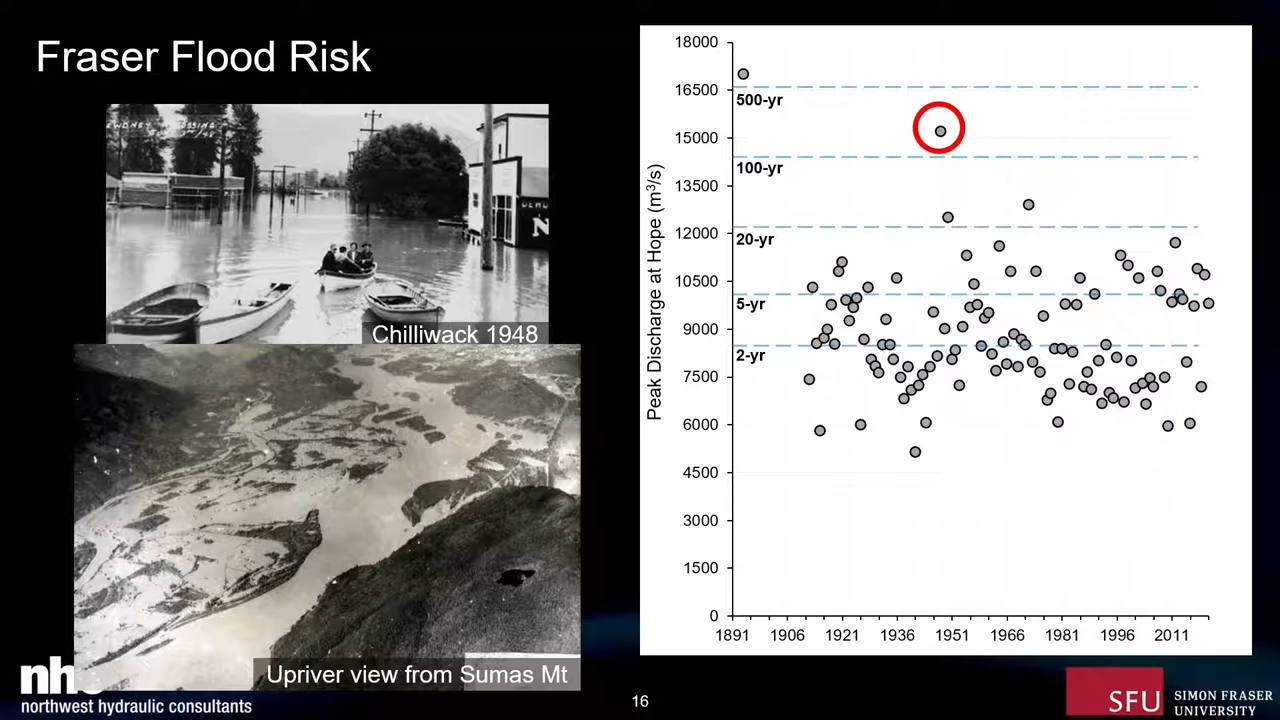 Fraser Flood Risk
Chilliwack 1948
Upriver view from Sumas Mt
18000
16500
15000
13500
12000
10500
9000
7500
6000
4500
3000
1500
0
Peak Discharge at Hope (m³/s)
500-yr
100-yr
20-yr
5-yr
2-yr
1891 1906 1921 1936 1951 1966 1981 1996 2011
northwest hydraulic consultants
16
SFU
SIMON FRASER
UNIVERSITY